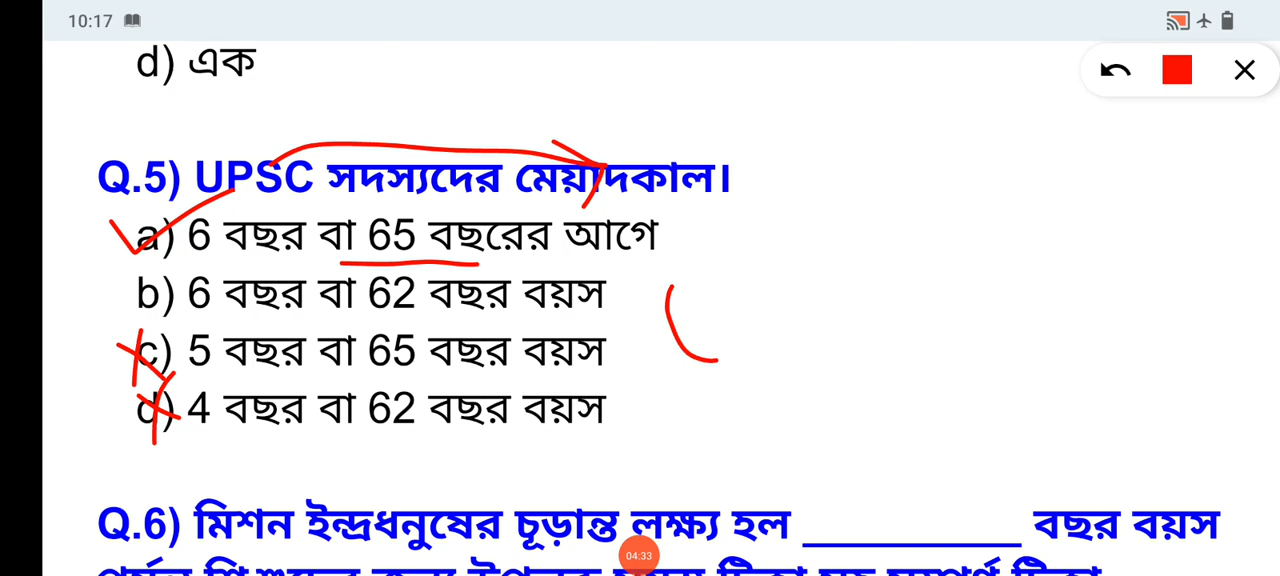 10:17
d) এক
Q.5) UPSC সদস্যদের মেয়াদকাল।
a) 6 বছর বা 65 বছরের আগে
b) 6 বছর বা 62 বছর বয়স
c) 5 বছর বা 65 বছর বয়স
d) 4 বছর বা 62 বছর বয়স
Q.6) মিশন ইন্দ্রধনুষের চূড়ান্ত লক্ষ্য হল __________ বছর বয়স
04:33